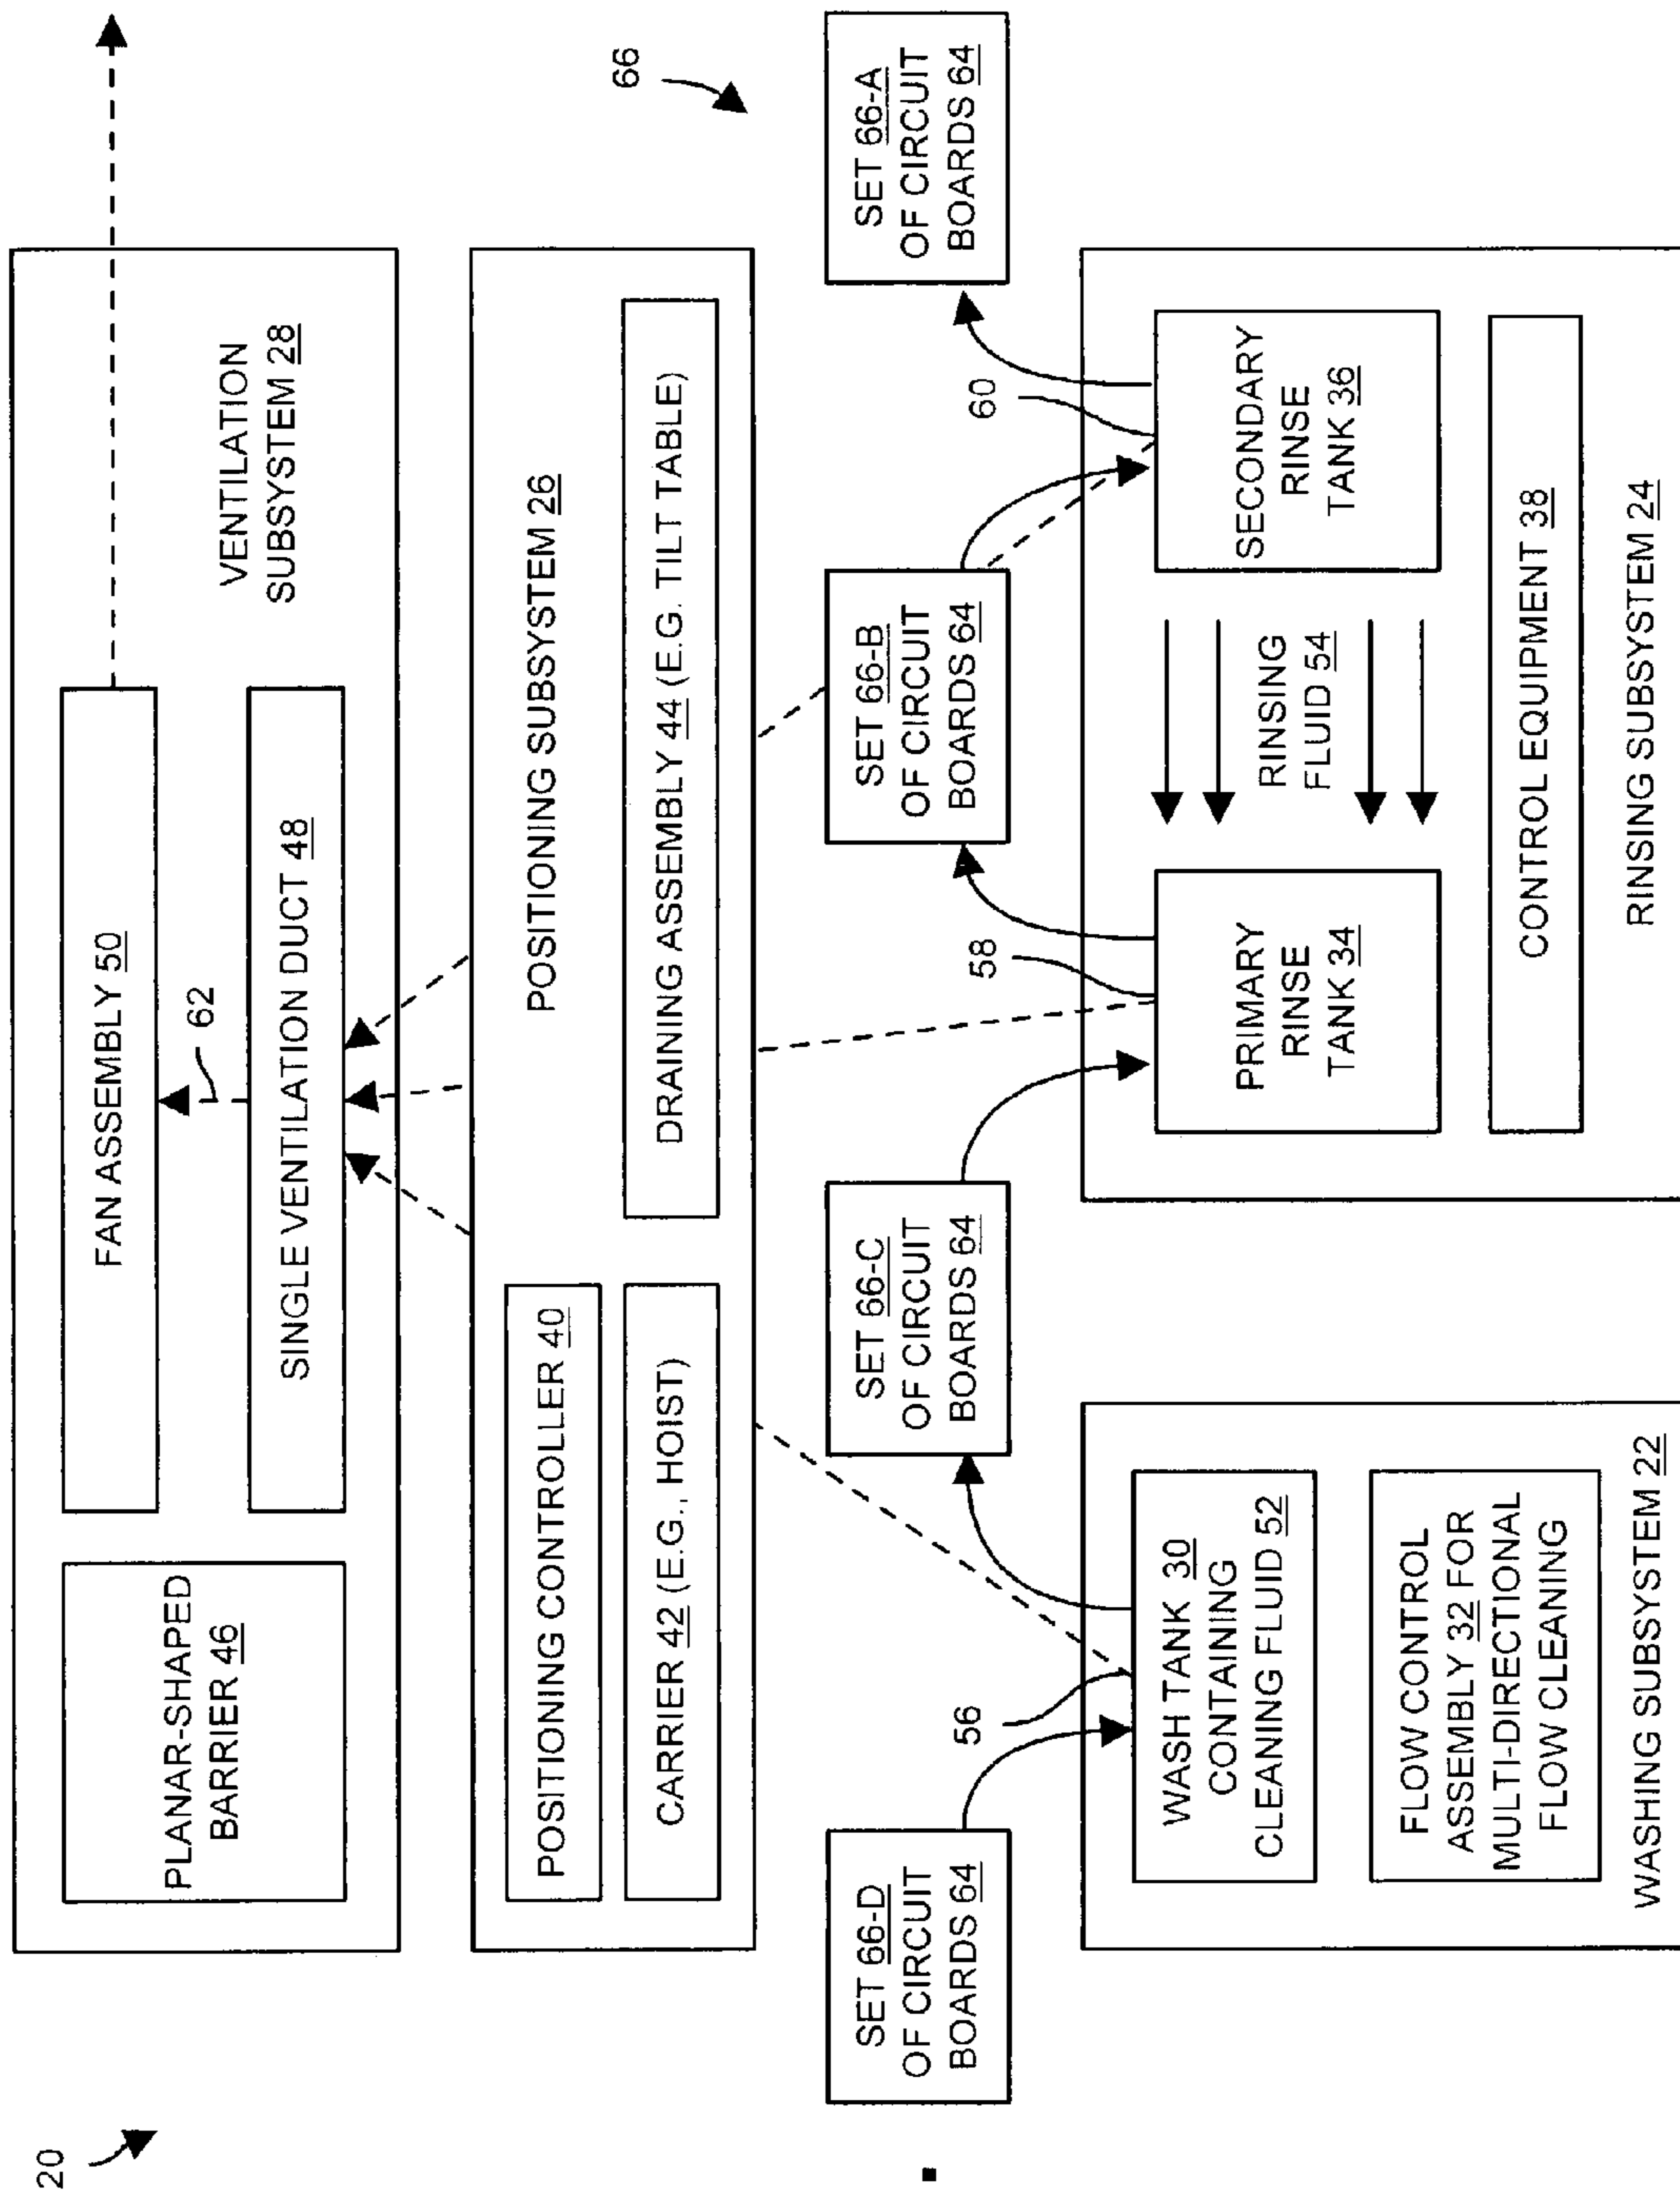 20
PLANAR-SHAPED
BARRIER 46
FAN ASSEMBLY 50
62
SINGLE VENTILATION DUCT 48
VENTILATION
SUBSYSTEM 28
POSITIONING CONTROLLER 40
CARRIER 42 (E.G., HOIST)
POSITIONING SUBSYSTEM 26
DRAINING ASSEMBLY 44 (E.G. TILT TABLE)
66
SET 66-D
OF CIRCUIT
BOARDS 64
SET 66-C
OF CIRCUIT
BOARDS 64
SET 66-B
OF CIRCUIT
BOARDS 64
SET 66-A
OF CIRCUIT
BOARDS 64
56
58
60
WASH TANK 30
CONTAINING
CLEANING FLUID 52
FLOW CONTROL
ASSEMBLY 32 FOR
MULTI-DIRECTIONAL
FLOW CLEANING
WASHING SUBSYSTEM 22
PRIMARY
RINSE
TANK 34
RINSING
FLUID 54
SECONDARY
RINSE
TANK 36
CONTROL EQUIPMENT 38
RINSING SUBSYSTEM 24